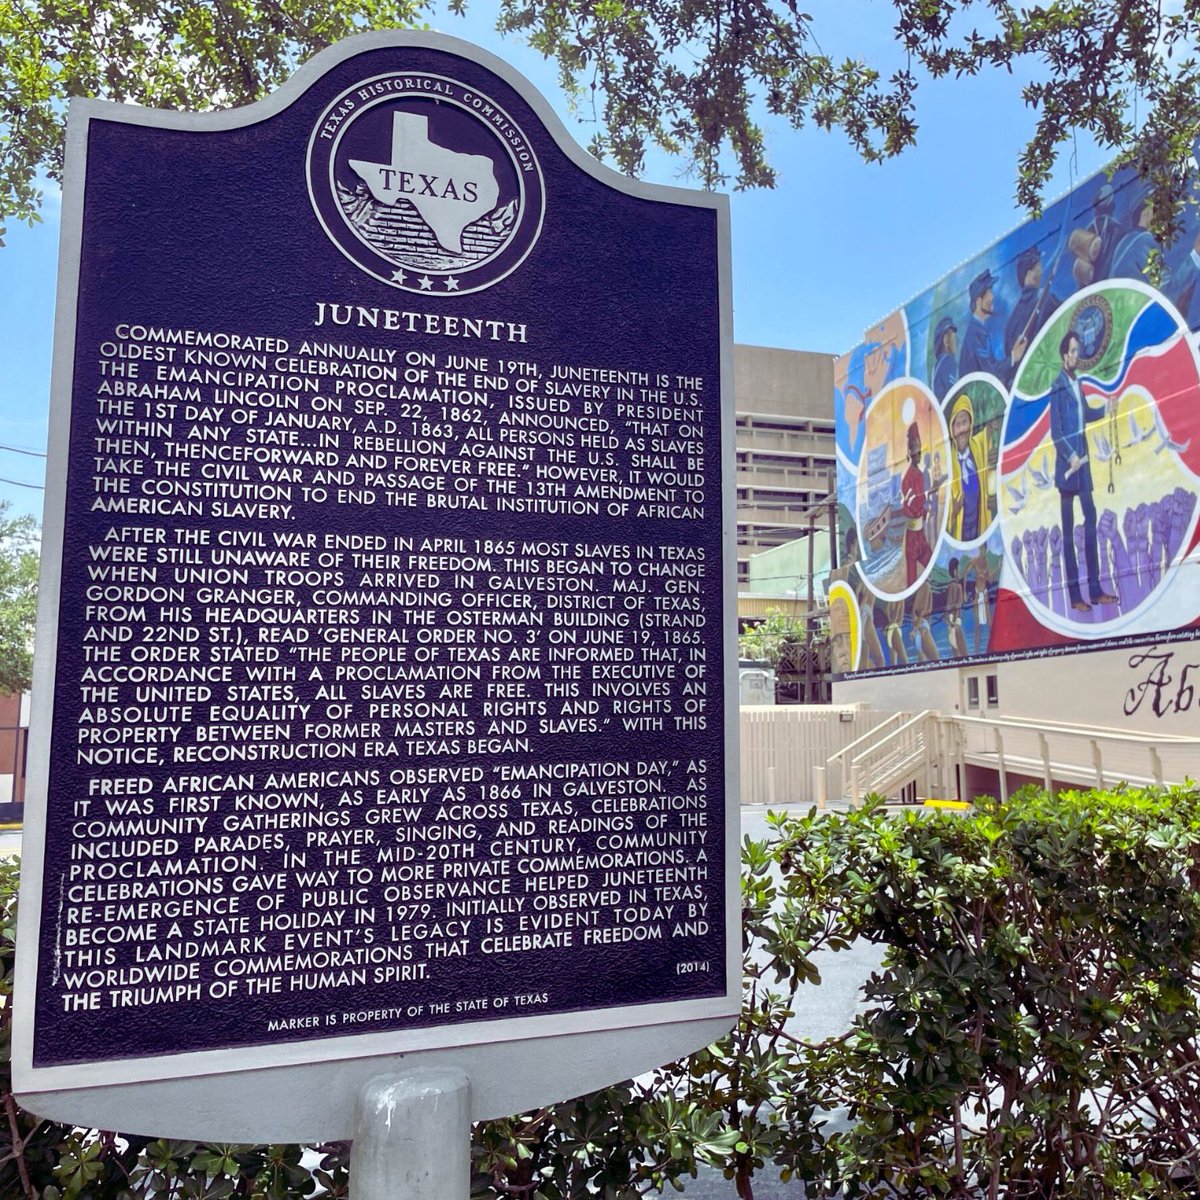 TEXAS HISTORICAL COMMISSION
TEXAS
JUNETEENTH
COMMEMORATED ANNUALLY ON JUNE 19TH, JUNETEENTH IS THE
OLDEST KNOWN CELEBRATION OF THE END OF SLAVERY IN THE U.S.
THE EMANCIPATION PROCLAMATION, ISSUED BY PRESIDENT
ABRAHAM LINCOLN ON SEP. 22, 1862, ANNOUNCED, “THAT ON
THE 1ST DAY OF JANUARY, A.D. 1863, ALL PERSONS HELD AS SLAVES
WITHIN ANY STATE...IN REBELLION AGAINST THE U.S. SHALL BE
THEN, THENCEFORWARD AND FOREVER FREE.” HOWEVER, IT WOULD
TAKE THE CIVIL WAR AND PASSAGE OF THE 13TH AMENDMENT TO
THE CONSTITUTION TO END THE BRUTAL INSTITUTION OF AFRICAN
AMERICAN SLAVERY.
AFTER THE CIVIL WAR ENDED IN APRIL 1865 MOST SLAVES IN TEXAS
WERE STILL UNAWARE OF THEIR FREEDOM. THIS BEGAN TO CHANGE
WHEN UNION TROOPS ARRIVED IN GALVESTON. MAJ. GEN.
GORDON GRANGER, COMMANDING OFFICER, DISTRICT OF TEXAS,
FROM HIS HEADQUARTERS IN THE OSTERMAN BUILDING (STRAND
AND 22ND ST.), READ ‘GENERAL ORDER NO. 3’ ON JUNE 19, 1865.
THE ORDER STATED “THE PEOPLE OF TEXAS ARE INFORMED THAT, IN
ACCORDANCE WITH A PROCLAMATION FROM THE EXECUTIVE OF
THE UNITED STATES, ALL SLAVES ARE FREE. THIS INVOLVES AN
ABSOLUTE EQUALITY OF PERSONAL RIGHTS AND RIGHTS OF
PROPERTY BETWEEN FORMER MASTERS AND SLAVES.” WITH THIS
NOTICE, RECONSTRUCTION ERA TEXAS BEGAN.
FREED AFRICAN AMERICANS OBSERVED “EMANCIPATION DAY,” AS
IT WAS FIRST KNOWN, AS EARLY AS 1866 IN GALVESTON. AS
COMMUNITY GATHERINGS GREW ACROSS TEXAS, CELEBRATIONS
INCLUDED PARADES, PRAYER, SINGING, AND READINGS OF THE
PROCLAMATION. IN THE MID-20TH CENTURY, COMMUNITY
CELEBRATIONS GAVE WAY TO MORE PRIVATE COMMEMORATIONS. A
RE-EMERGENCE OF PUBLIC OBSERVANCE HELPED JUNETEENTH
BECOME A STATE HOLIDAY IN 1979. INITIALLY OBSERVED IN TEXAS,
THIS LANDMARK EVENT’S LEGACY IS EVIDENT TODAY BY
WORLDWIDE COMMEMORATIONS THAT CELEBRATE FREEDOM AND
THE TRIUMPH OF THE HUMAN SPIRIT.
(2014)
MARKER IS PROPERTY OF THE STATE OF TEXAS
Ab